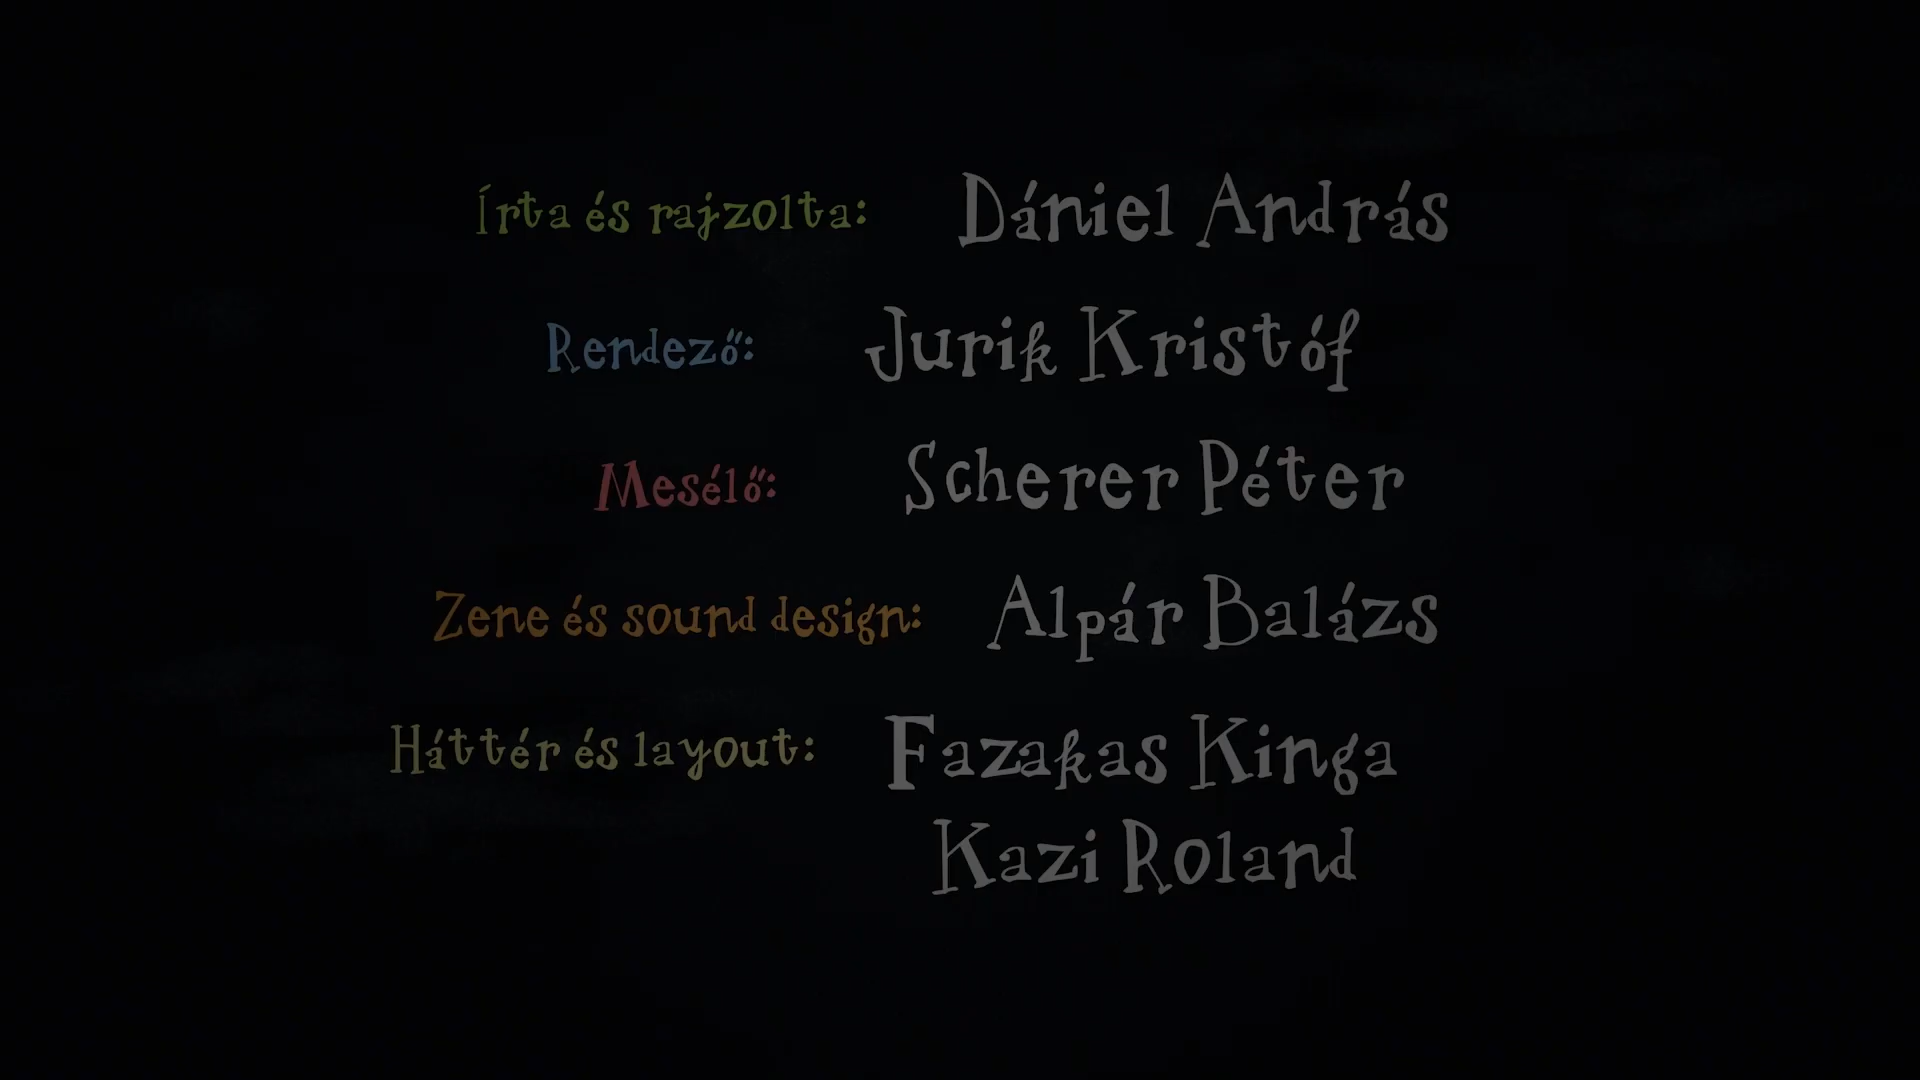 Írta és rajzolta: Dániel András
Rendező: Jurik Kristóf
Mesélő: Scherer Péter
Zene és sound design: Alpár Balázs
Háttér és layout: Fazakas Kinga
Kazi Roland